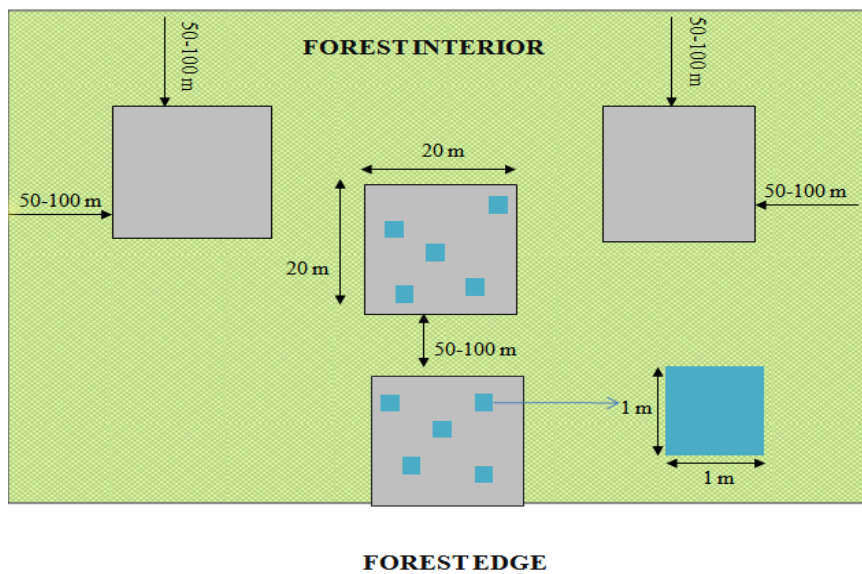 50-100 m
FOREST INTERIOR
50-100 m
50-100 m
20 m
50-100 m
20 m
50-100 m
1 m
1 m
FOREST EDGE